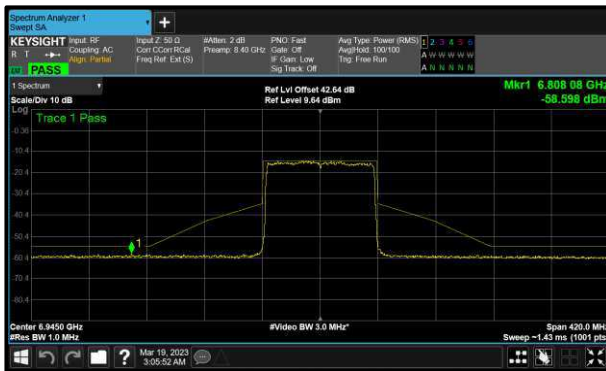 Spectrum Analyzer 1
Swept SA
+
KEYSIGHT
R T
PASS
Input: RF
Coupling: AC
Align: Partial
Input Z: 50 Ω
Corr CCorr RCal
Freq Ref: Ext (S)
#Atten: 2 dB
Preamp: 8.40 GHz
PNO: Fast
Gate: Off
IF Gain: Low
Sig Track: Off
Avg Type: Power (RMS)
Avg|Hold: 100/100
Trig: Free Run
1 2 3 4 5 6
A W W W W W
A N N N N N
1 Spectrum
Scale/Div 10 dB
Ref Lvl Offset 42.64 dB
Ref Level 9.64 dBm
Mkr1 6.808 08 GHz
-58.598 dBm
Log
Trace 1 Pass
-0.36
-10.4
-20.4
-30.4
-40.4
-50.4
-60.4
-70.4
-80.4
1
Center 6.9450 GHz
#Res BW 1.0 MHz
#Video BW 3.0 MHz*
Span 420.0 MHz
Sweep ~1.43 ms (1001 pts)
?
Mar 19, 2023
3:05:52 AM